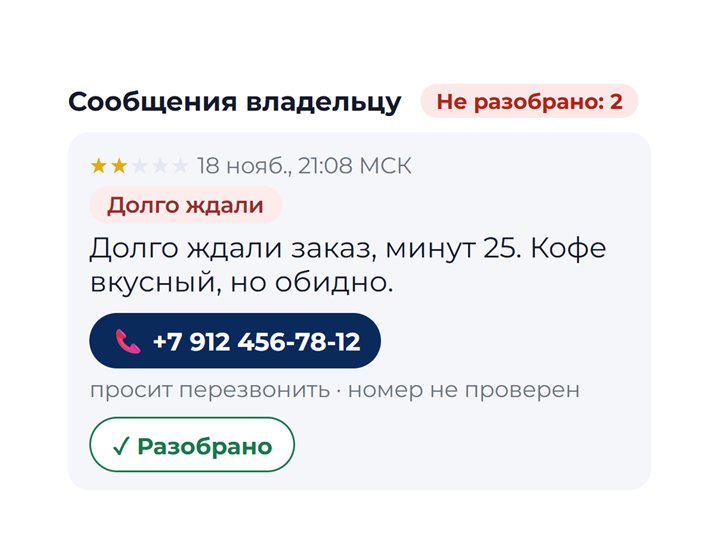 Сообщения владельцу Не разобрано: 2
★★★★★ 18 нояб., 21:08 МСК
Долго ждали
Долго ждали заказ, минут 25. Кофе
вкусный, но обидно.
📞 +7 912 456-78-12
просит перезвонить · номер не проверен
✓ Разобрано